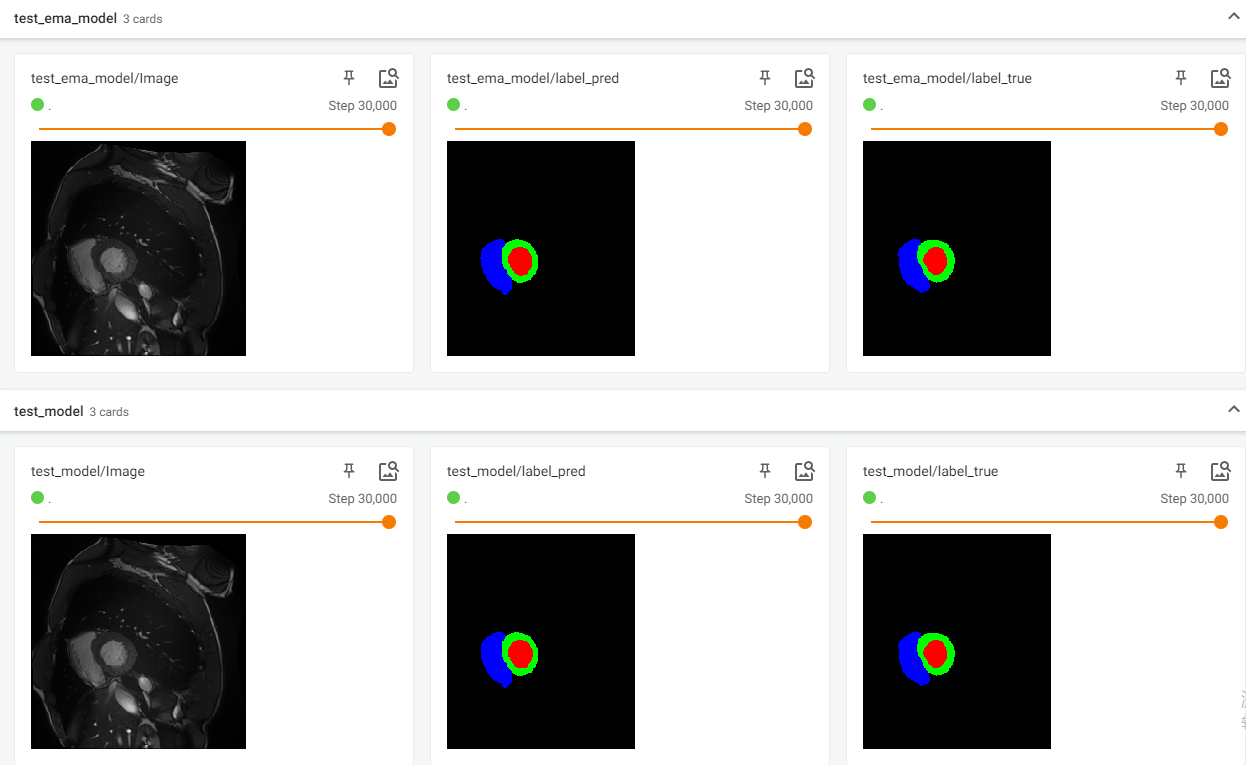 test_ema_model 3 cards
test_ema_model/Image
. Step 30,000
test_ema_model/label_pred
. Step 30,000
test_ema_model/label_true
. Step 30,000
test_model 3 cards
test_model/Image
. Step 30,000
test_model/label_pred
. Step 30,000
test_model/label_true
. Step 30,000